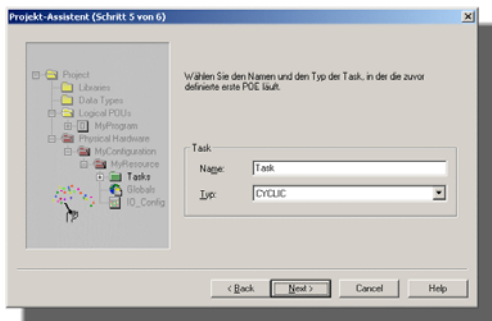 Projekt-Assistent (Schritt 5 von 6)
Project
Libraries
Data Types
Logical POUs
MyProgram
Physical Hardware
MyConfiguration
MyResource
Tasks
Globals
IO_Config
Wählen Sie den Namen und den Typ der Task, in der die zuvor
definierte erste POE läuft.
Task
Name: Task
Typ: CYCLIC
< Back Next > Cancel Help